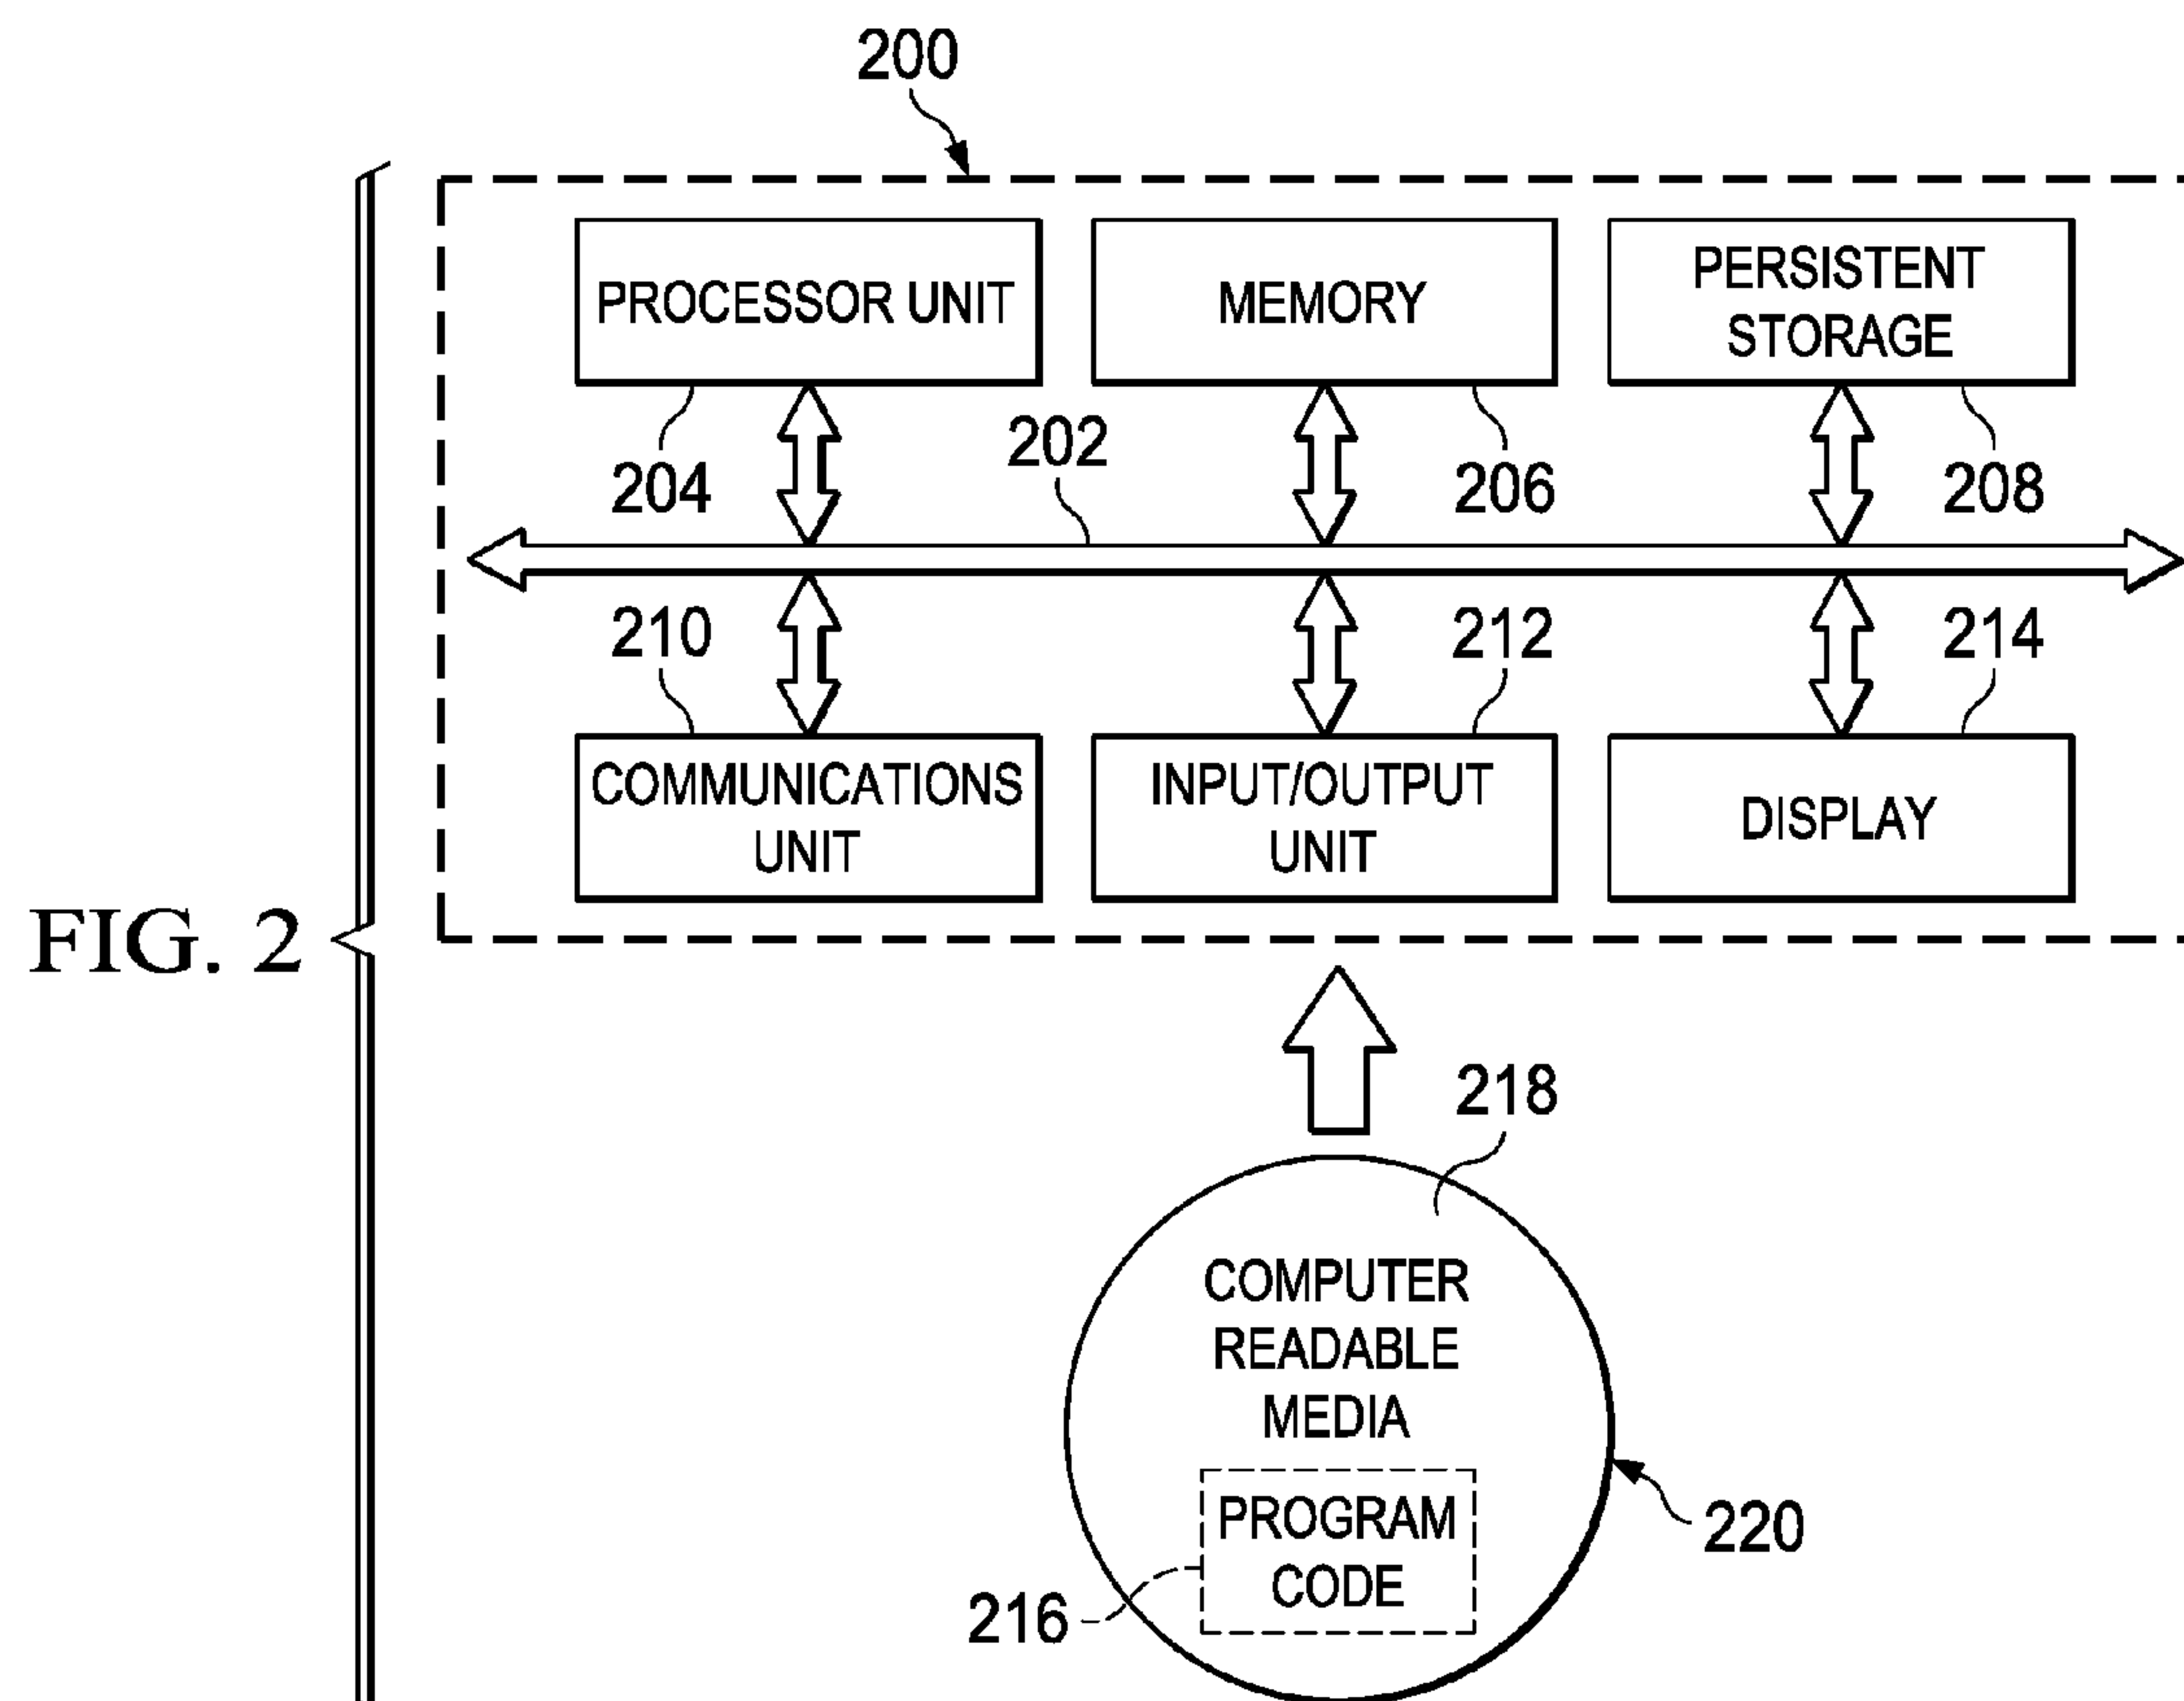 200
PROCESSOR UNIT
MEMORY
PERSISTENT
STORAGE
204
202
206
208
210
212
214
COMMUNICATIONS
UNIT
INPUT/OUTPUT
UNIT
DISPLAY
FIG. 2
218
COMPUTER
READABLE
MEDIA
PROGRAM
CODE
220
216